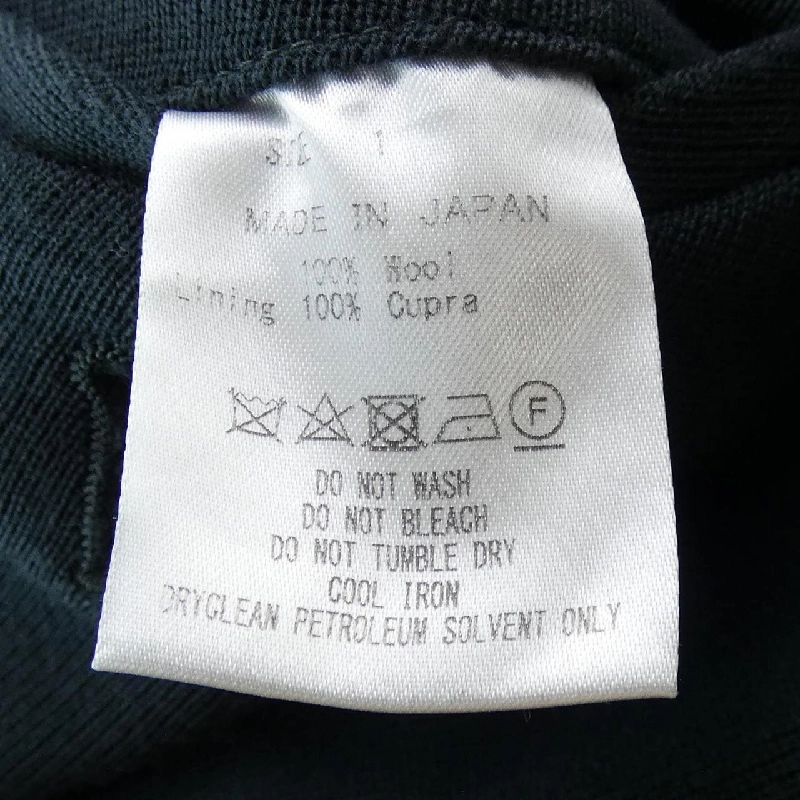 1
MADE IN JAPAN
100% Wool
Lining 100% Cupra
F
DO NOT WASH
DO NOT BLEACH
DO NOT TUMBLE DRY
COOL IRON
DRYCLEAN PETROLEUM SOLVENT ONLY